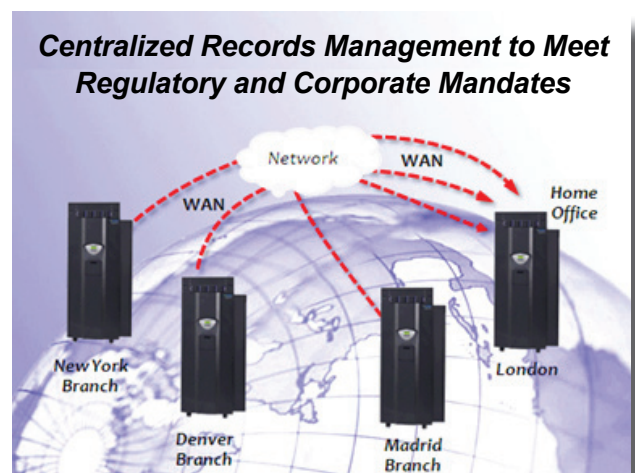 Centralized Records Management to Meet
Regulatory and Corporate Mandates
Network
WAN
WAN
Home
Office
New York
Branch
Denver
Branch
Madrid
Branch
London